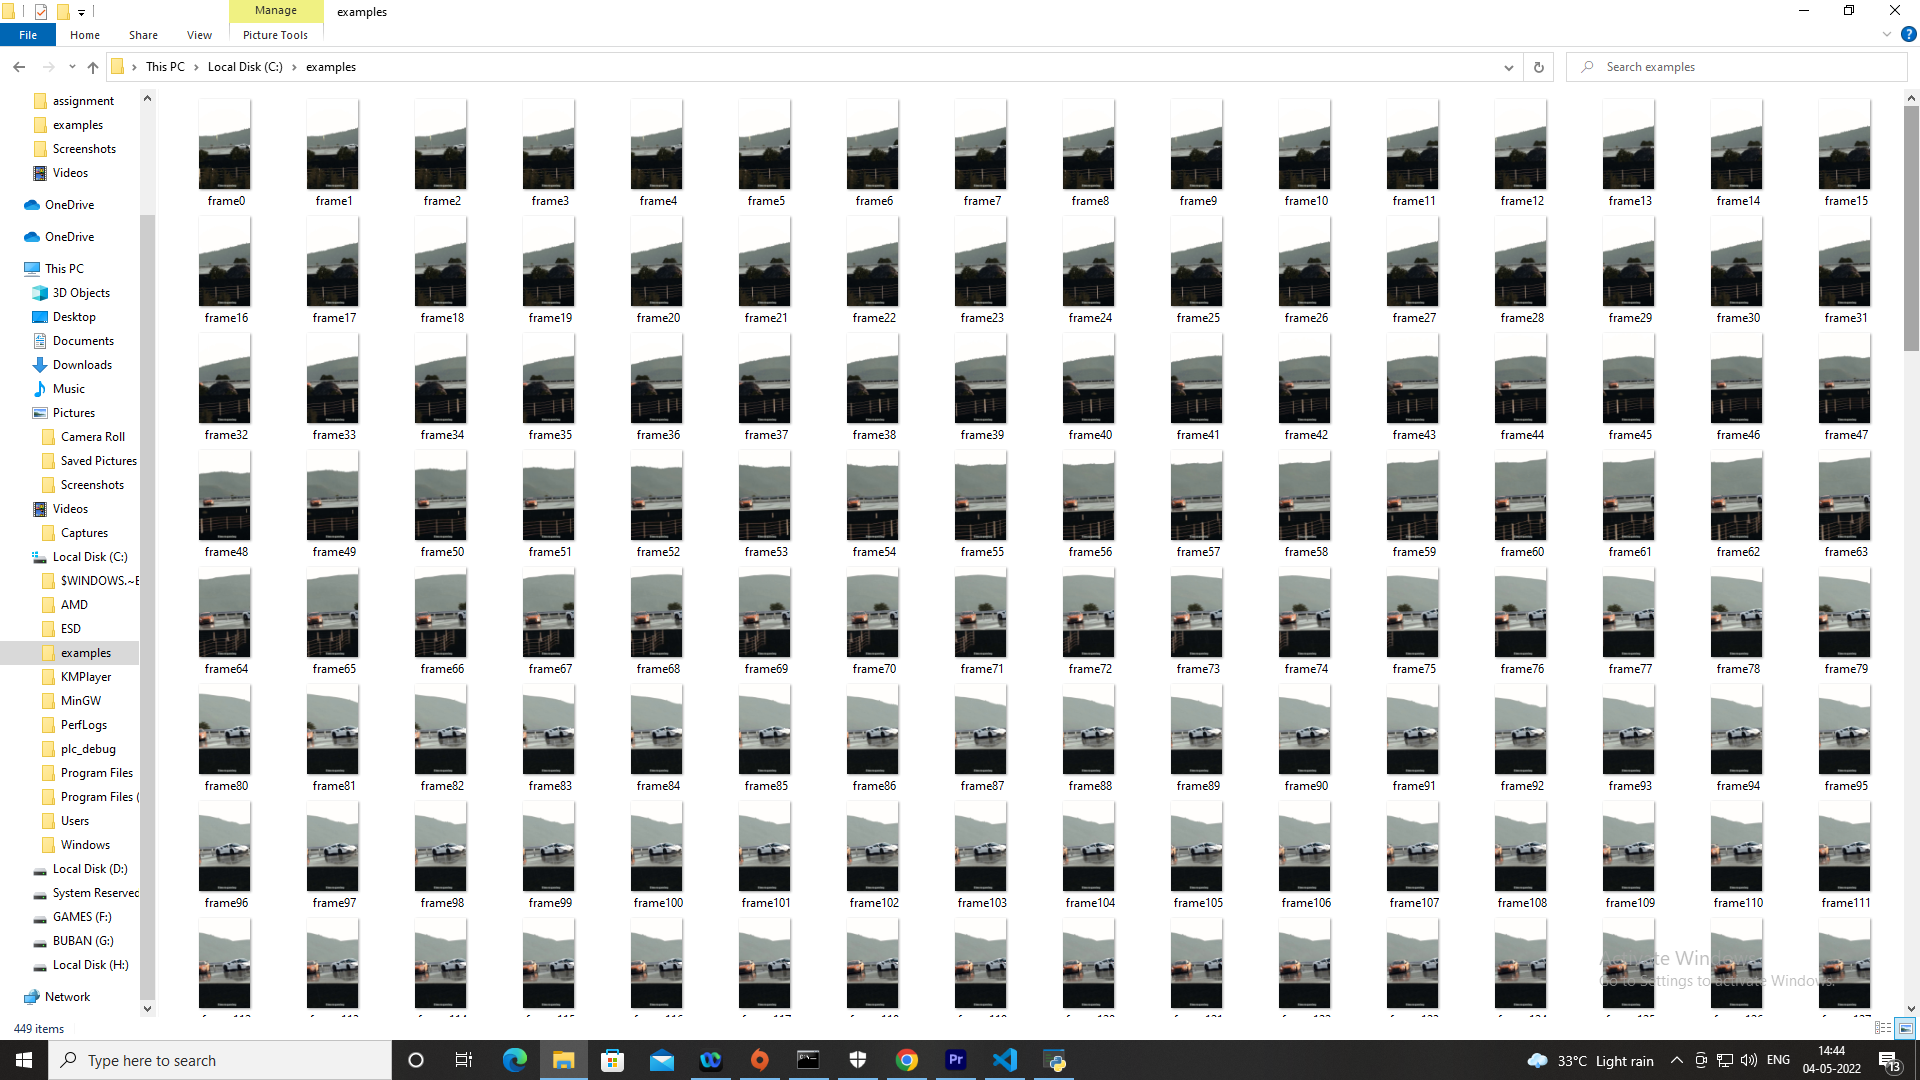 Manage
examples
File
Home
Share
View
Picture Tools
This PC
Local Disk (C:)
examples
Search examples
assignment
examples
Screenshots
Videos
OneDrive
OneDrive
This PC
3D Objects
Desktop
Documents
Downloads
Music
Pictures
Camera Roll
Saved Pictures
Screenshots
Videos
Captures
Local Disk (C:)
$WINDOWS.~E
AMD
ESD
examples
KMPlayer
MinGW
PerfLogs
plc_debug
Program Files
Program Files (
Users
Windows
Local Disk (D:)
System Reserved
GAMES (F:)
BUBAN (G:)
Local Disk (H:)
Network
frame0 frame1 frame2 frame3 frame4 frame5 frame6 frame7 frame8 frame9 frame10 frame11 frame12 frame13 frame14 frame15
frame16 frame17 frame18 frame19 frame20 frame21 frame22 frame23 frame24 frame25 frame26 frame27 frame28 frame29 frame30 frame31
frame32 frame33 frame34 frame35 frame36 frame37 frame38 frame39 frame40 frame41 frame42 frame43 frame44 frame45 frame46 frame47
frame48 frame49 frame50 frame51 frame52 frame53 frame54 frame55 frame56 frame57 frame58 frame59 frame60 frame61 frame62 frame63
frame64 frame65 frame66 frame67 frame68 frame69 frame70 frame71 frame72 frame73 frame74 frame75 frame76 frame77 frame78 frame79
frame80 frame81 frame82 frame83 frame84 frame85 frame86 frame87 frame88 frame89 frame90 frame91 frame92 frame93 frame94 frame95
frame96 frame97 frame98 frame99 frame100 frame101 frame102 frame103 frame104 frame105 frame106 frame107 frame108 frame109 frame110 frame111
Activate Windows
Go to Settings to activate Windows.
449 items
Type here to search
Pr
33°C Light rain
ENG
14:44
04-05-2022
13